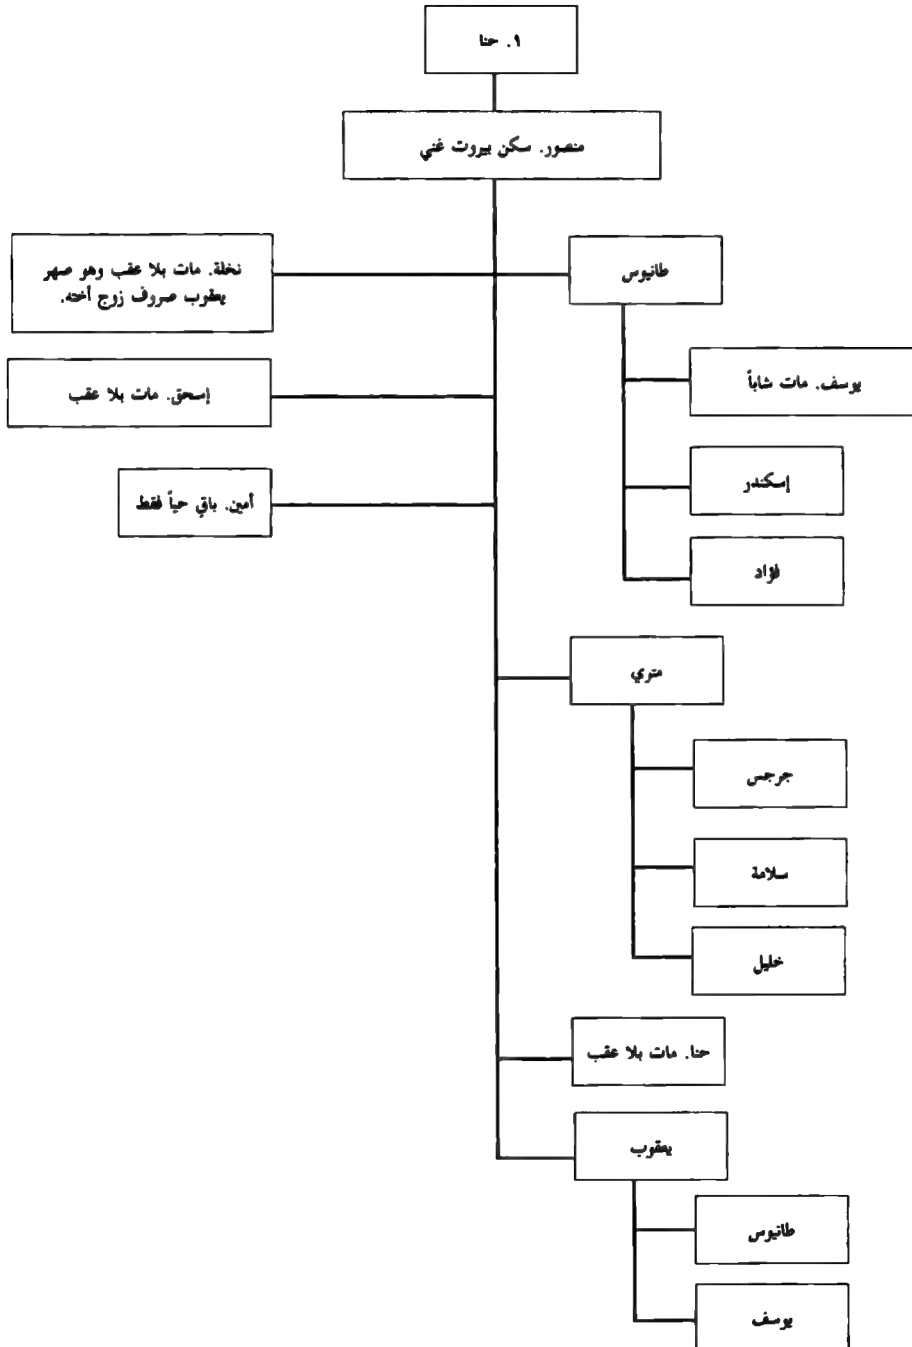 ١. حنا
منصور. سكن بيروت غني
طانيوس
نخلة. مات بلا عقب وهو صهر
يعقوب صروف زوج أخته.
يوسف. مات شاباً
إسحق. مات بلا عقب
إسكندر
أمين. باقٍ حياً فقط
فؤاد
متري
جرجس
سلامة
خليل
حنا. مات بلا عقب
يعقوب
طانيوس
يوسف